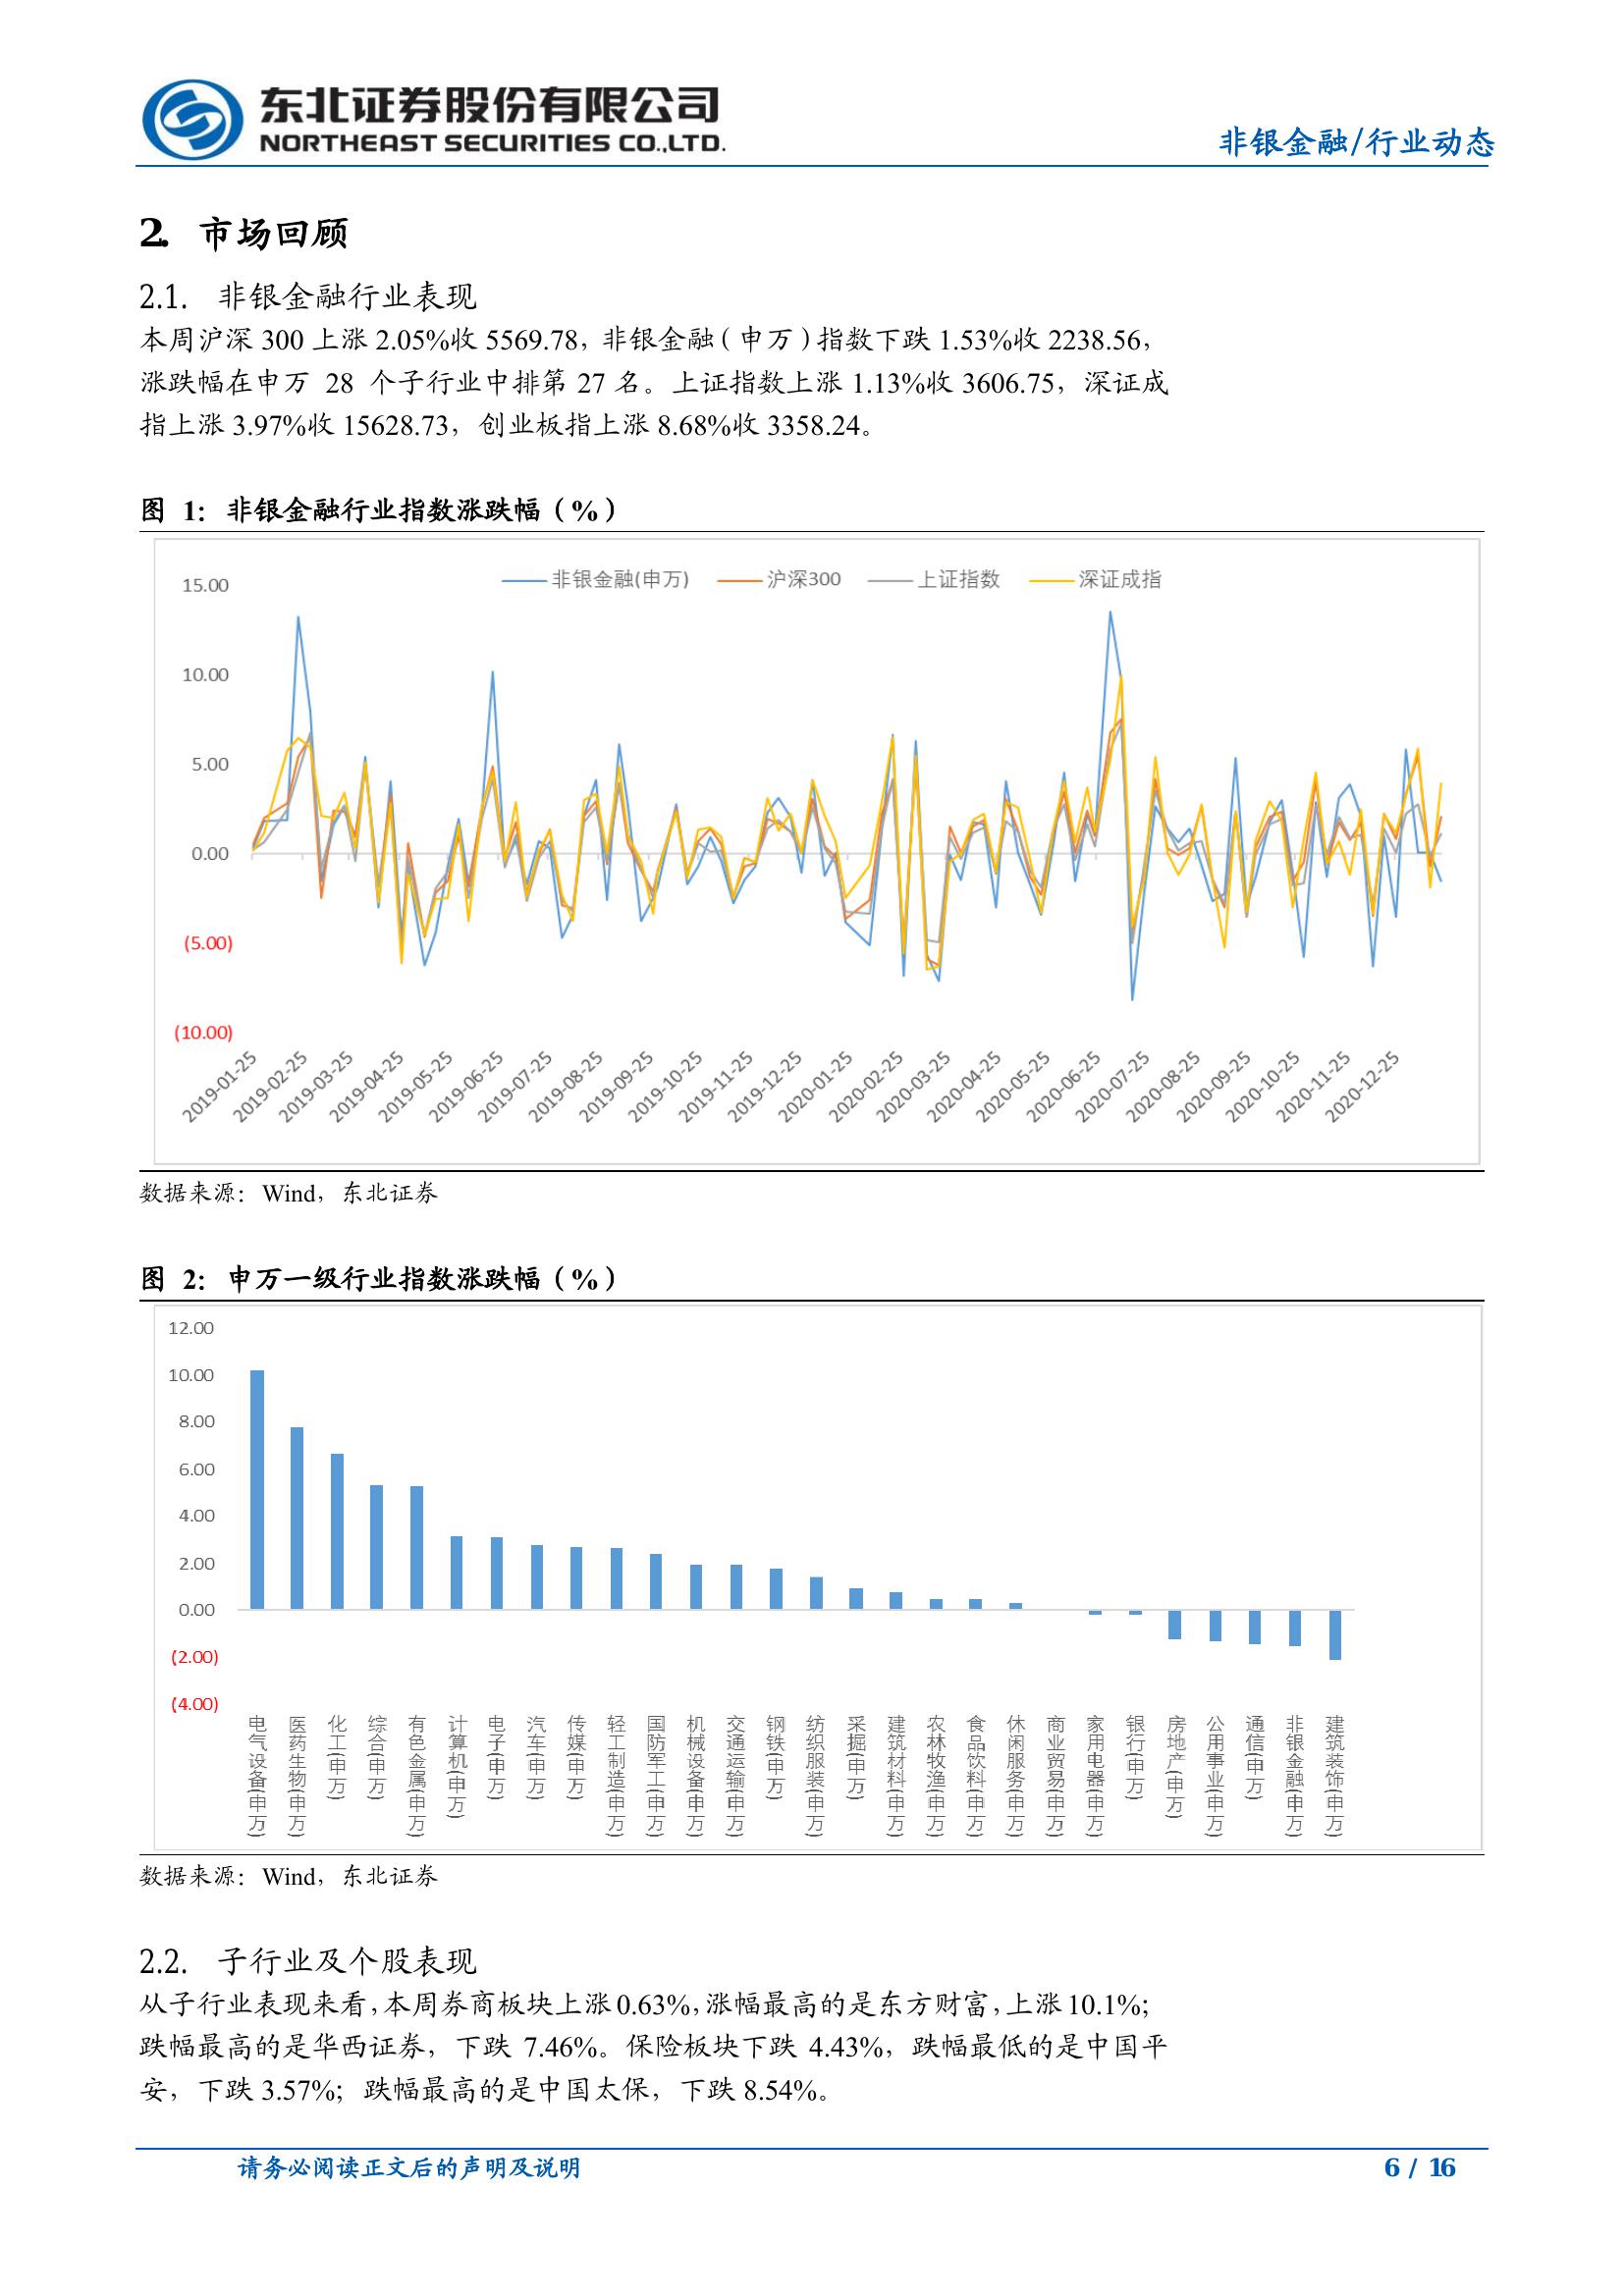 东北证券股份有限公司
NORTHEAST SECURITIES CO.,LTD.
非银金融/行业动态
2. 市场回顾
2.1. 非银金融行业表现
本周沪深 300 上涨 2.05%收 5569.78，非银金融（申万）指数下跌 1.53%收 2238.56，
涨跌幅在申万 28 个子行业中排第 27 名。上证指数上涨 1.13%收 3606.75，深证成
指上涨 3.97%收 15628.73，创业板指上涨 8.68%收 3358.24。
图 1：非银金融行业指数涨跌幅（%）
非银金融(申万) 沪深300 上证指数 深证成指
15.00
10.00
5.00
0.00
(5.00)
(10.00)
2019-01-25
2019-02-25
2019-03-25
2019-04-25
2019-05-25
2019-06-25
2019-07-25
2019-08-25
2019-09-25
2019-10-25
2019-11-25
2019-12-25
2020-01-25
2020-02-25
2020-03-25
2020-04-25
2020-05-25
2020-06-25
2020-07-25
2020-08-25
2020-09-25
2020-10-25
2020-11-25
2020-12-25
数据来源：Wind，东北证券
图 2：申万一级行业指数涨跌幅（%）
12.00
10.00
8.00
6.00
4.00
2.00
0.00
(2.00)
(4.00)
电气设备(申万)
医药生物(申万)
化工(申万)
综合(申万)
有色金属(申万)
计算机(申万)
电子(申万)
汽车(申万)
传媒(申万)
轻工制造(申万)
国防军工(申万)
机械设备(申万)
交通运输(申万)
钢铁(申万)
纺织服装(申万)
采掘(申万)
建筑材料(申万)
农林牧渔(申万)
食品饮料(申万)
休闲服务(申万)
商业贸易(申万)
家用电器(申万)
银行(申万)
房地产(申万)
公用事业(申万)
通信(申万)
非银金融(申万)
建筑装饰(申万)
数据来源：Wind，东北证券
2.2. 子行业及个股表现
从子行业表现来看，本周券商板块上涨 0.63%，涨幅最高的是东方财富，上涨 10.1%；
跌幅最高的是华西证券，下跌 7.46%。保险板块下跌 4.43%，跌幅最低的是中国平
安，下跌 3.57%；跌幅最高的是中国太保，下跌 8.54%。
请务必阅读正文后的声明及说明
6 / 16